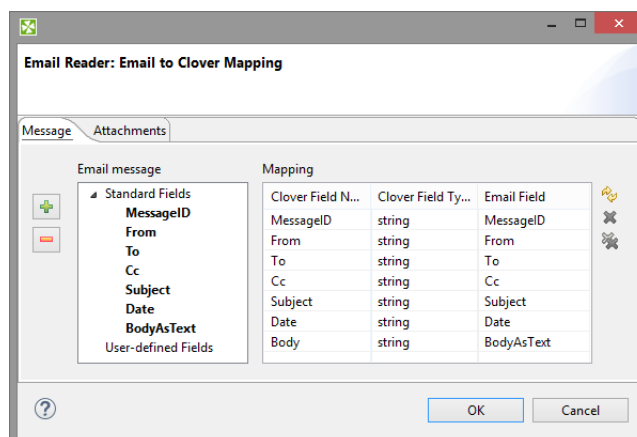 Email Reader: Email to Clover Mapping
Message Attachments
Email message
Standard Fields
MessageID
From
To
Cc
Subject
Date
BodyAsText
User-defined Fields
Mapping
Clover Field N... Clover Field Ty... Email Field
MessageID string MessageID
From string From
To string To
Cc string Cc
Subject string Subject
Date string Date
Body string BodyAsText
? OK Cancel